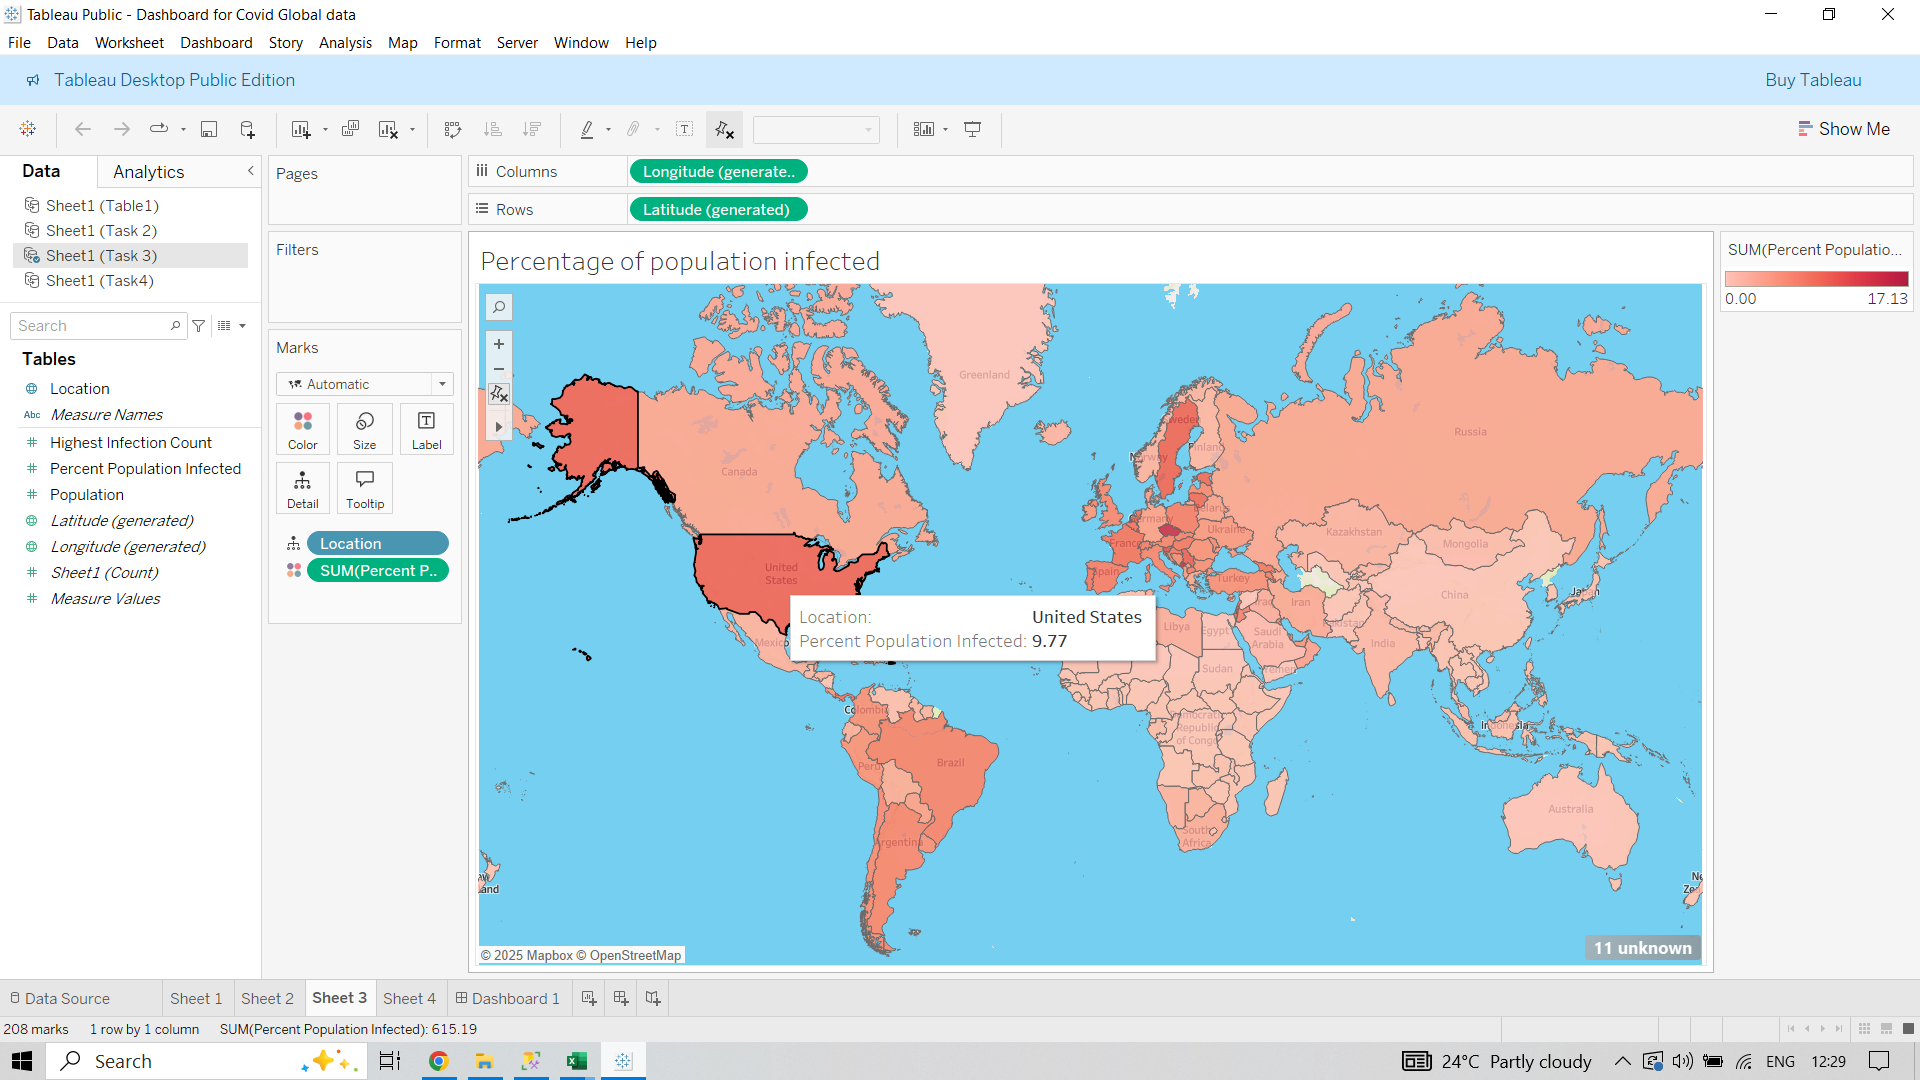 Tableau Public - Dashboard for Covid Global data
File Data Worksheet Dashboard Story Analysis Map Format Server Window Help
Tableau Desktop Public Edition
Buy Tableau
Show Me
Data
Analytics
Sheet1 (Table1)
Sheet1 (Task 2)
Sheet1 (Task 3)
Sheet1 (Task4)
Search
Tables
Location
Abc Measure Names
Highest Infection Count
Percent Population Infected
Population
Latitude (generated)
Longitude (generated)
Sheet1 (Count)
Measure Values
Pages
Filters
Marks
Automatic
Color
Size
Label
Detail
Tooltip
Location
SUM(Percent P..
Columns
Longitude (generate..
Rows
Latitude (generated)
Percentage of population infected
Greenland
Canada
United
States
Mexico
Colombia
Peru
Brazil
Argentina
Sweden
Finland
Norway
Russia
Germany
Belarus
Ukraine
France
Spain
Turkey
Kazakhstan
Mongolia
China
Japan
Iraq
Iran
Pakistan
India
Libya
Egypt
Saudi
Arabia
Sudan
Yemen
Democratic
Republic
of Congo
South
Africa
Indonesia
Australia
Location: United States
Percent Population Infected: 9.77
© 2025 Mapbox © OpenStreetMap
11 unknown
SUM(Percent Populatio...
0.00 17.13
Data Source
Sheet 1
Sheet 2
Sheet 3
Sheet 4
Dashboard 1
208 marks 1 row by 1 column SUM(Percent Population Infected): 615.19
Search
24°C Partly cloudy
ENG
12:29